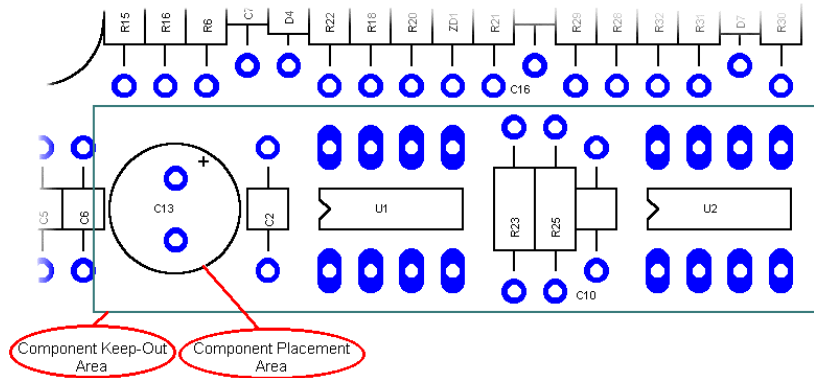 R15 R16 R6 C7 D4 R22 R18 R20 ZD1 R21 R29 R28 R32 R31 D7 R30
C16
+
C5 C6 C13 C2 U1 R23 R25 U2
C10
Component Keep-Out
Area
Component Placement
Area